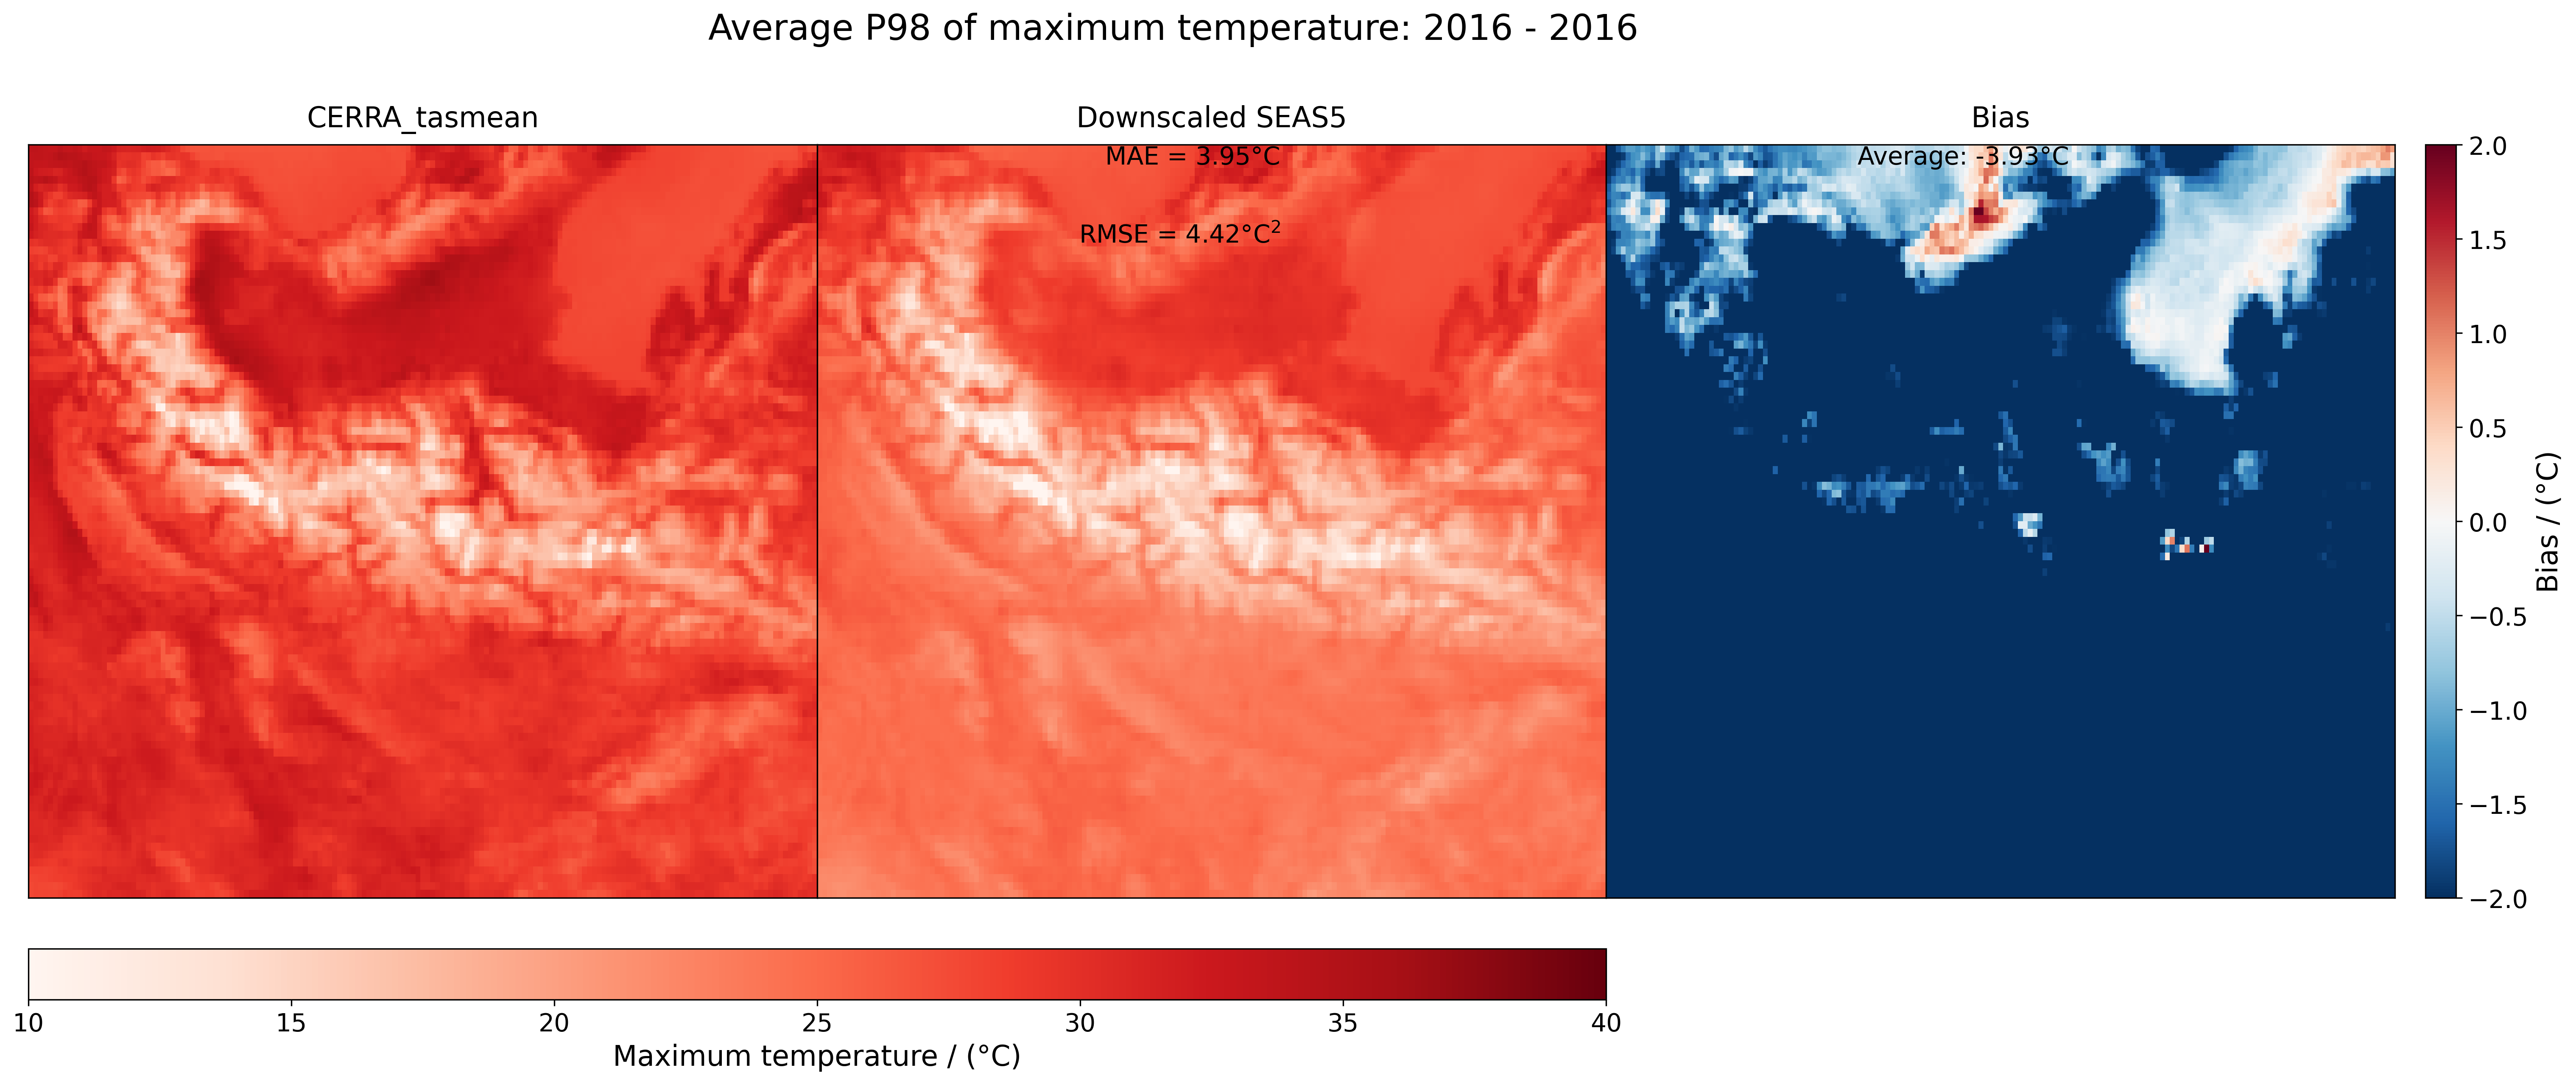 Average P98 of maximum temperature: 2016 - 2016
CERRA_tasmean
Downscaled SEAS5
Bias
MAE = 3.95°C
RMSE = 4.42°C²
Average: -3.93°C
2.0
1.5
1.0
0.5
0.0
−0.5
−1.0
−1.5
−2.0
Bias / (°C)
10 15 20 25 30 35 40
Maximum temperature / (°C)